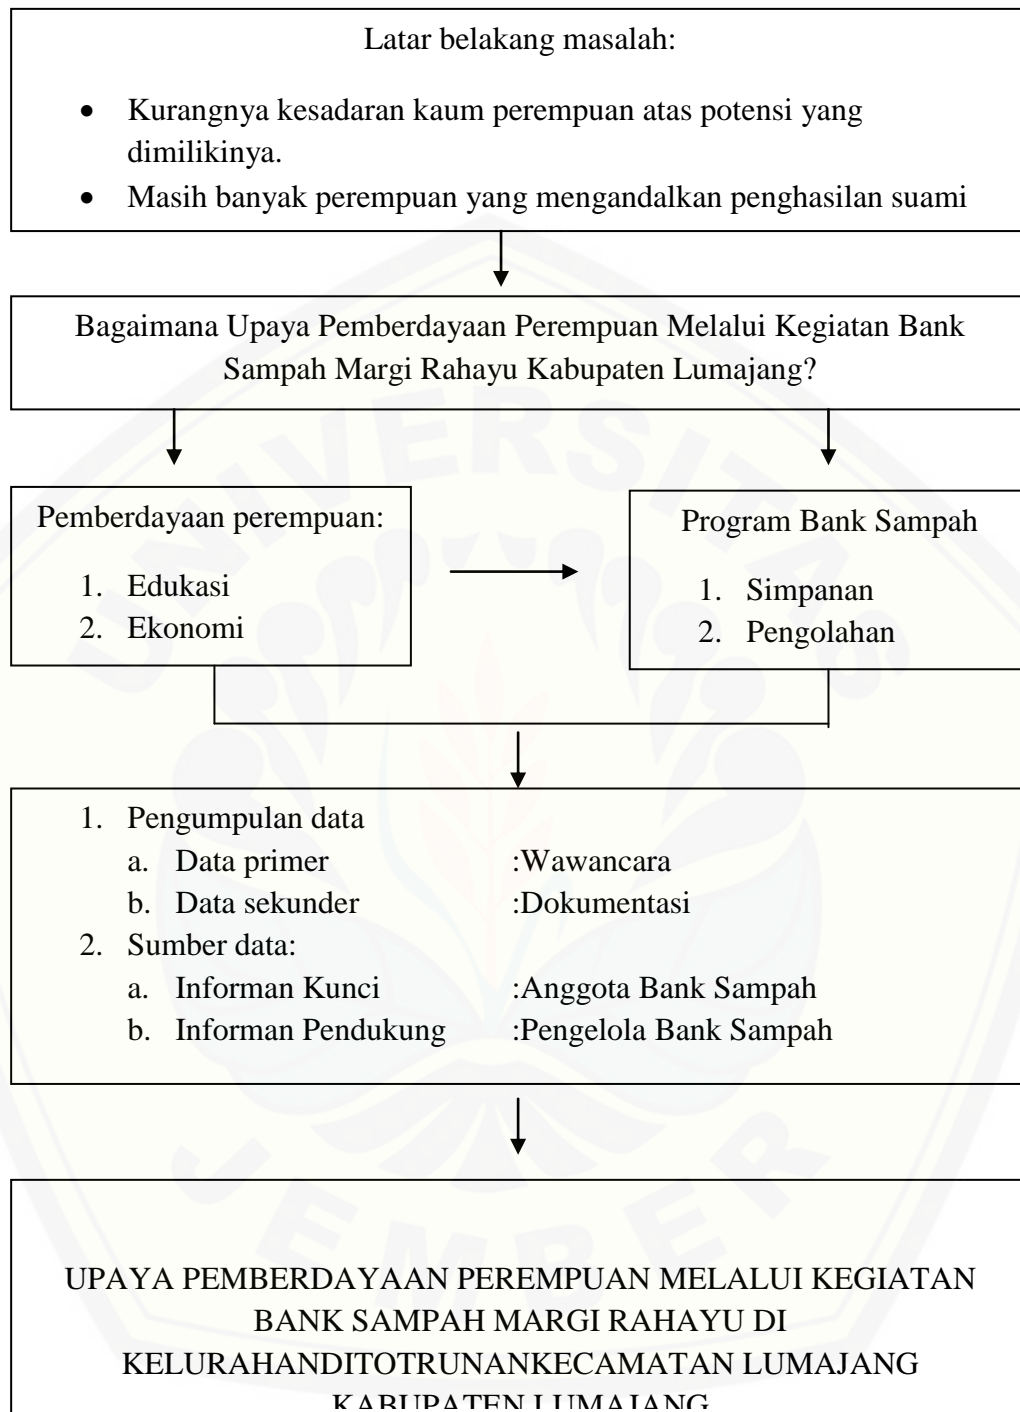 Latar belakang masalah:
• Kurangnya kesadaran kaum perempuan atas potensi yang
dimilikinya.
• Masih banyak perempuan yang mengandalkan penghasilan suami
Bagaimana Upaya Pemberdayaan Perempuan Melalui Kegiatan Bank
Sampah Margi Rahayu Kabupaten Lumajang?
Pemberdayaan perempuan:
1. Edukasi
2. Ekonomi
Program Bank Sampah
1. Simpanan
2. Pengolahan
1. Pengumpulan data
a. Data primer :Wawancara
b. Data sekunder :Dokumentasi
2. Sumber data:
a. Informan Kunci :Anggota Bank Sampah
b. Informan Pendukung :Pengelola Bank Sampah
UPAYA PEMBERDAYAAN PEREMPUAN MELALUI KEGIATAN
BANK SAMPAH MARGI RAHAYU DI
KELURAHANDITOTRUNANKECAMATAN LUMAJANG
KABUPATEN LUMAJANG
UNIVERSITAS
JEMBER